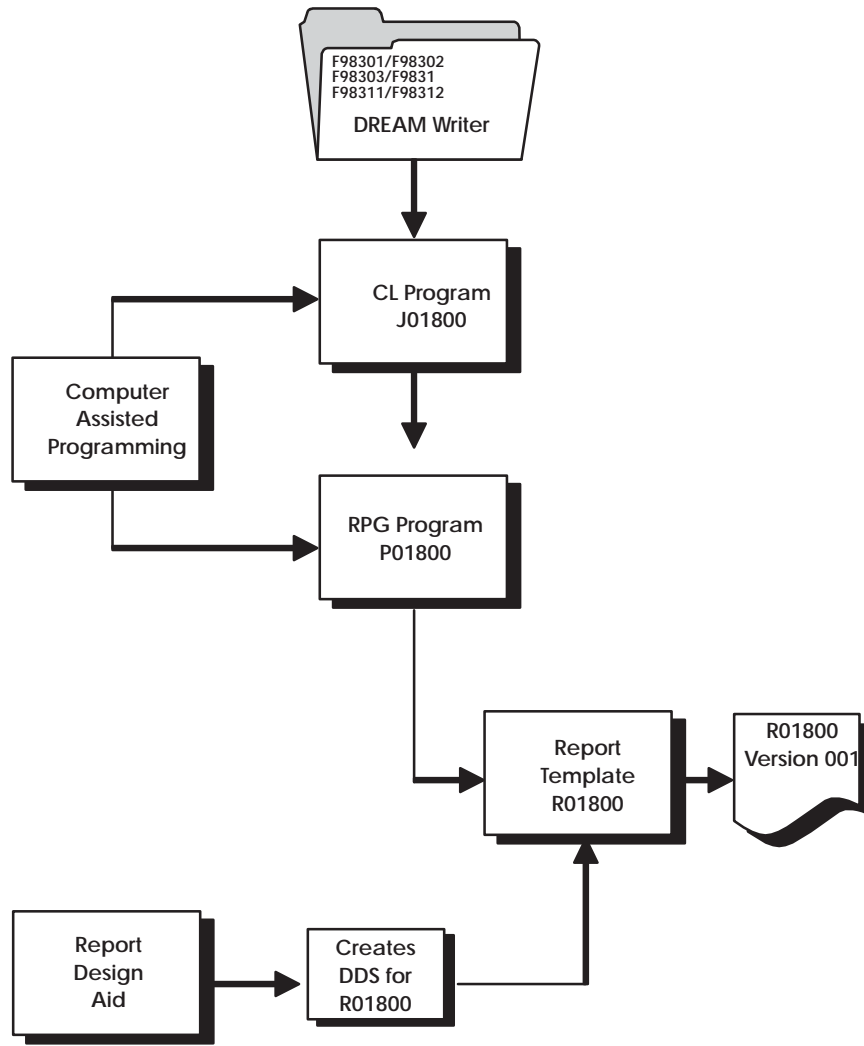 F98301/F98302
F98303/F9831
F98311/F98312
DREAM Writer
CL Program
J01800
Computer
Assisted
Programming
RPG Program
P01800
Report
Template
R01800
R01800
Version 001
Report
Design
Aid
Creates
DDS for
R01800